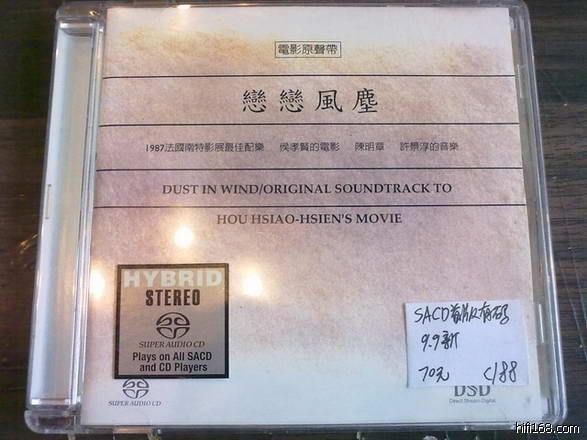 電影原聲帶
戀戀風塵
1987法國南特影展最佳配樂 侯孝賢的電影 陳明章 許景淳的音樂
DUST IN WIND/ORIGINAL SOUNDTRACK TO
HOU HSIAO-HSIEN'S MOVIE
HYBRID
STEREO
SUPER AUDIO CD
Plays on All SACD
and CD Players
SUPER AUDIO CD
SACD首版有码
9.9新
70元 C188
DSD
Direct Stream Digital
hifi168.com